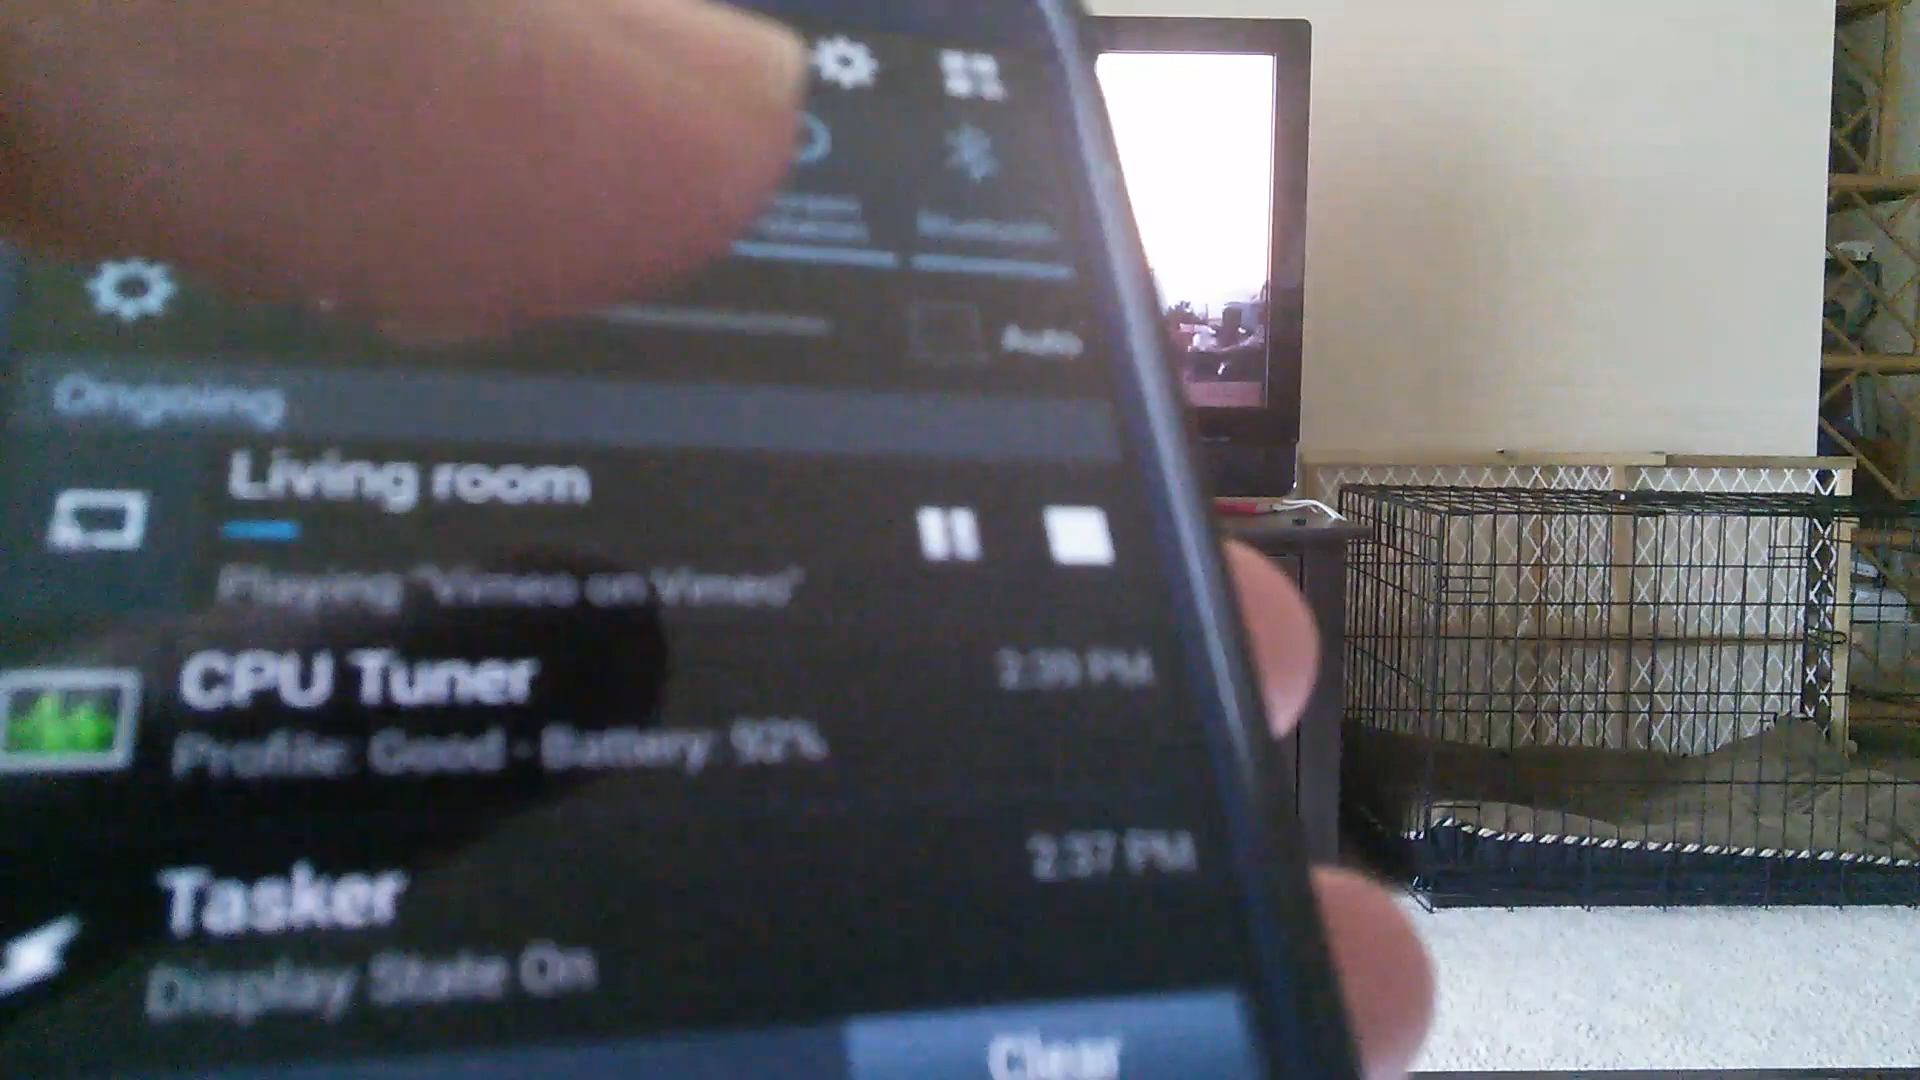 Bluetooth
Auto
Ongoing
Living room
Playing "Vimeo on Vimeo"
CPU Tuner
2:39 PM
Profile: Good - Battery: 92%
Tasker
2:37 PM
Display State On
Clear